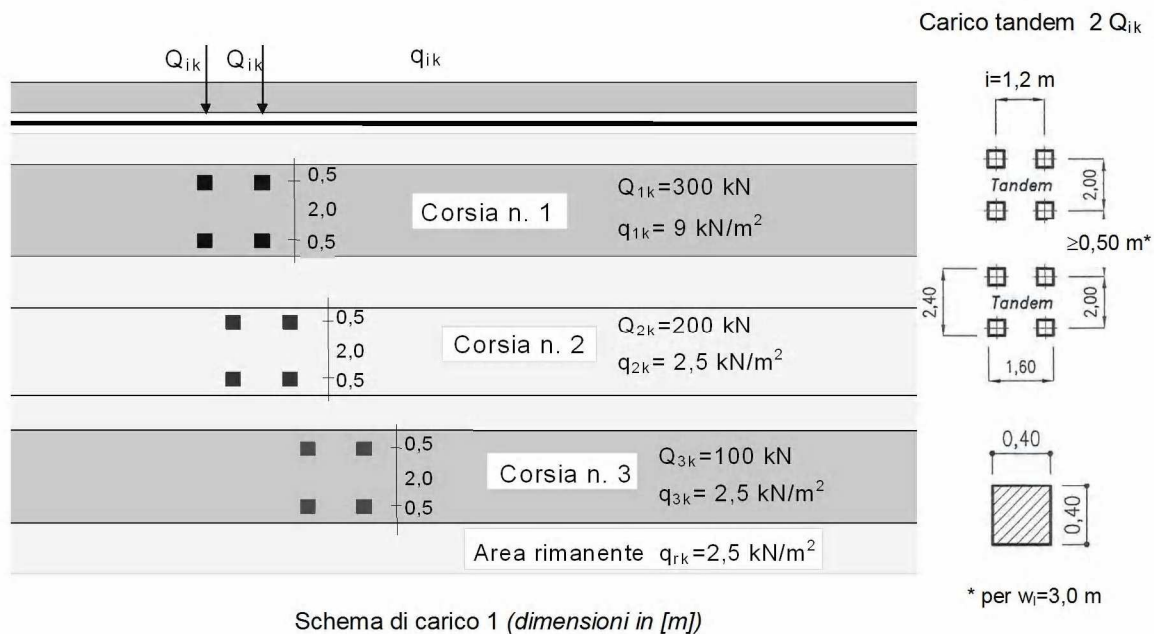 Carico tandem 2 Qik
Qik Qik qik
i=1,2 m
Tandem
2,00
≥0,50 m*
2,40
Tandem
2,00
1,60
0,40
0,40
* per wl=3,0 m
0,5
2,0
0,5
Corsia n. 1
Q1k=300 kN
q1k= 9 kN/m²
0,5
2,0
0,5
Corsia n. 2
Q2k=200 kN
q2k= 2,5 kN/m²
0,5
2,0
0,5
Corsia n. 3
Q3k=100 kN
q3k= 2,5 kN/m²
Area rimanente qrk=2,5 kN/m²
Schema di carico 1 (dimensioni in [m])